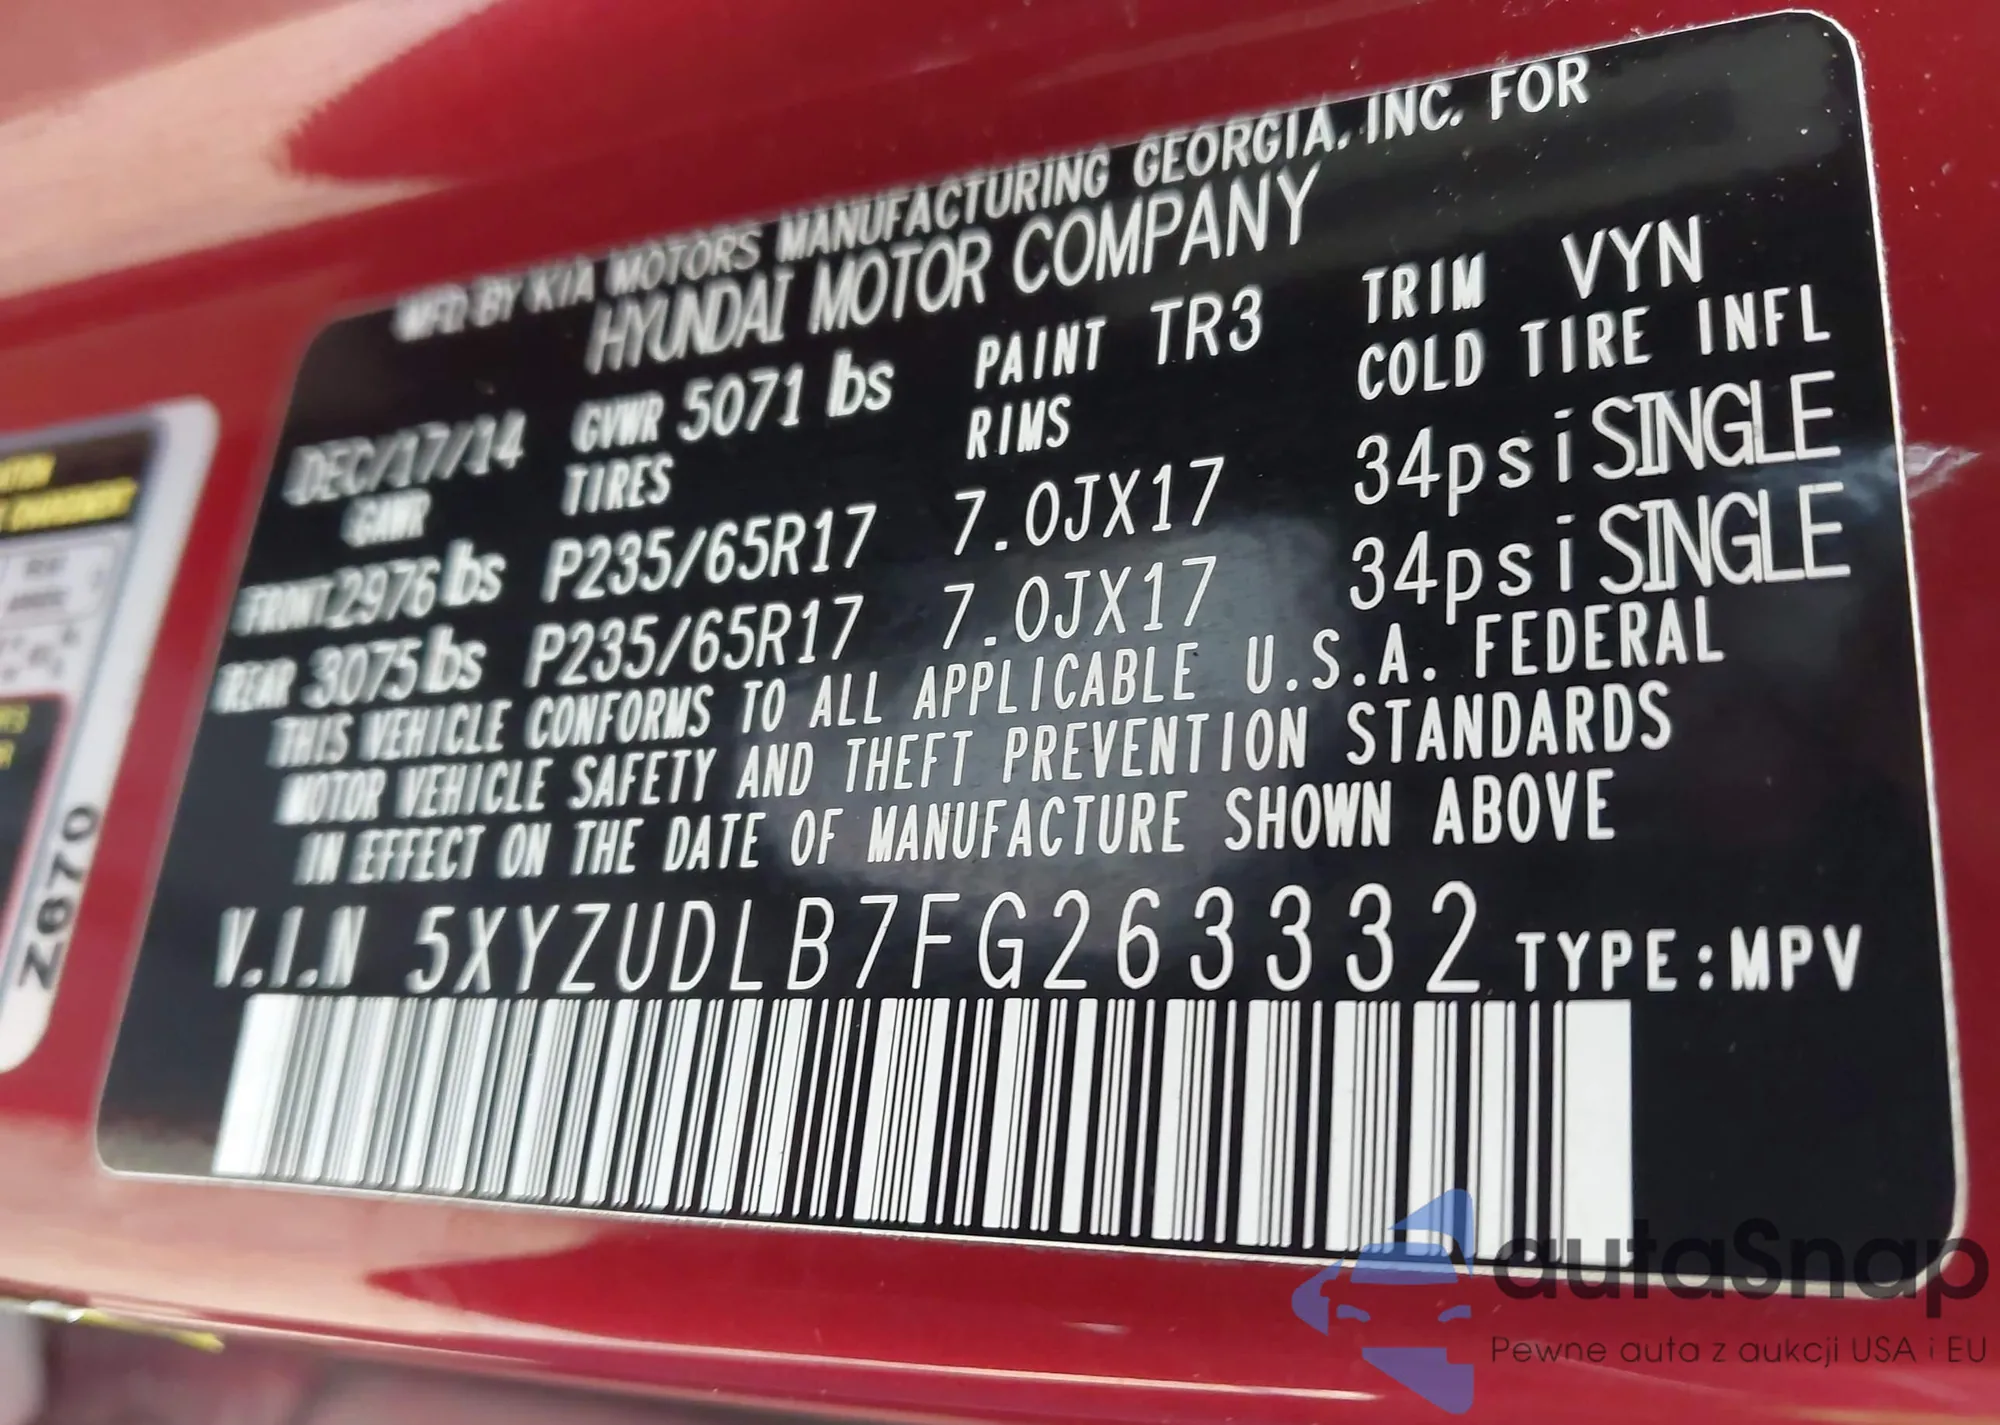 MFD BY KIA MOTORS MANUFACTURING GEORGIA, INC. FOR
HYUNDAI MOTOR COMPANY
DEC/17/14 GVWR 5071 lbs PAINT TR3 TRIM VYN
GAWR TIRES RIMS COLD TIRE INFL
FRONT 2976 lbs P235/65R17 7.0JX17 34psi SINGLE
REAR 3075 lbs P235/65R17 7.0JX17 34psi SINGLE
THIS VEHICLE CONFORMS TO ALL APPLICABLE U.S.A. FEDERAL
MOTOR VEHICLE SAFETY AND THEFT PREVENTION STANDARDS
IN EFFECT ON THE DATE OF MANUFACTURE SHOWN ABOVE
V.I.N 5XYZUDLB7FG263332 TYPE:MPV
Z670
autaSnap
Pewne auta z aukcji USA i EU